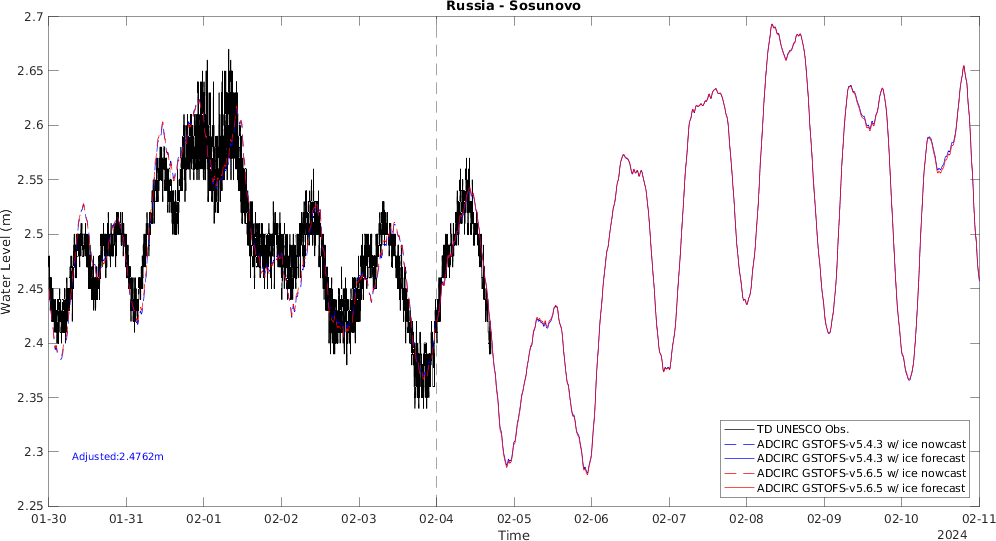 Russia - Sosunovo
2.7
2.65
2.6
2.55
2.5
2.45
2.4
2.35
2.3
2.25
Water Level (m)
Adjusted:2.4762m
TD UNESCO Obs.
ADCIRC GSTOFS-v5.4.3 w/ ice nowcast
ADCIRC GSTOFS-v5.4.3 w/ ice forecast
ADCIRC GSTOFS-v5.6.5 w/ ice nowcast
ADCIRC GSTOFS-v5.6.5 w/ ice forecast
01-30 01-31 02-01 02-02 02-03 02-04 02-05 02-06 02-07 02-08 02-09 02-10 02-11
Time
2024